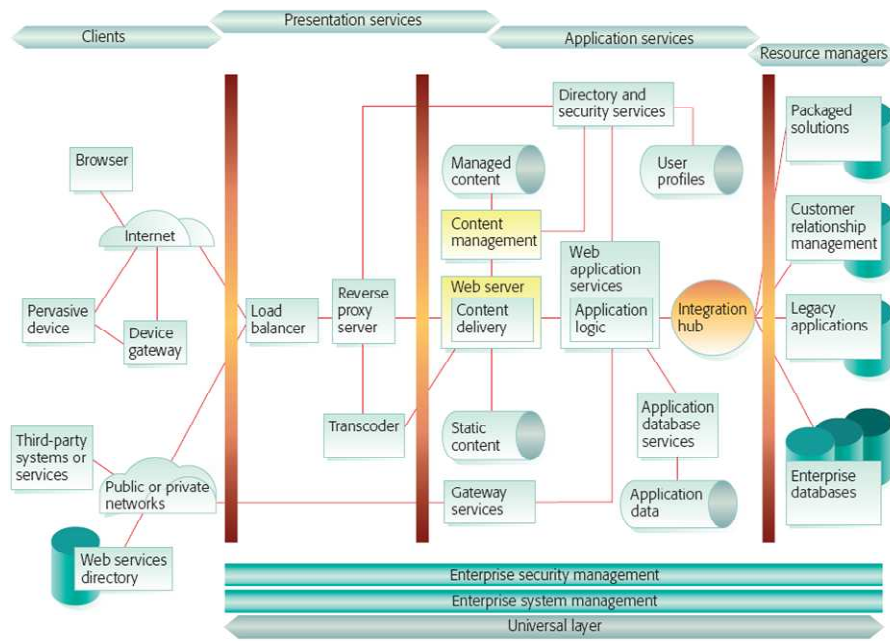 Clients
Presentation services
Application services
Resource managers
Directory and
security services
Packaged
solutions
Browser
Managed
content
User
profiles
Internet
Content
management
Customer
relationship
management
Web
application
services
Web server
Content
delivery
Application
logic
Reverse
proxy
server
Load
balancer
Integration
hub
Pervasive
device
Device
gateway
Legacy
applications
Transcoder
Static
content
Application
database
services
Third-party
systems or
services
Public or private
networks
Gateway
services
Application
data
Enterprise
databases
Web services
directory
Enterprise security management
Enterprise system management
Universal layer